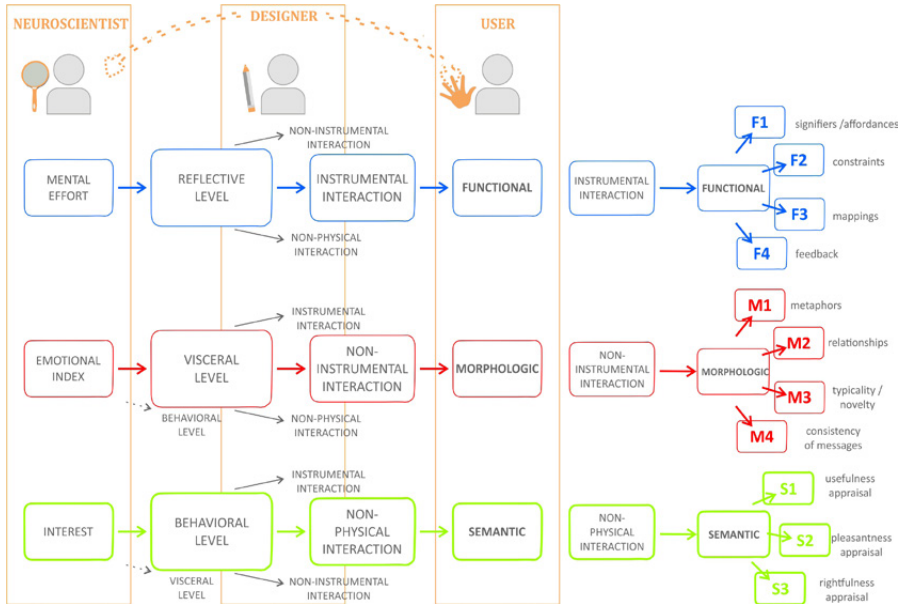 NEUROSCIENTIST
DESIGNER
USER
NON-INSTRUMENTAL
INTERACTION
MENTAL
EFFORT
REFLECTIVE
LEVEL
INSTRUMENTAL
INTERACTION
FUNCTIONAL
NON-PHYSICAL
INTERACTION
INSTRUMENTAL
INTERACTION
FUNCTIONAL
F1
signifiers /affordances
F2
constraints
F3
mappings
F4
feedback
INSTRUMENTAL
INTERACTION
EMOTIONAL
INDEX
VISCERAL
LEVEL
NON-
INSTRUMENTAL
INTERACTION
MORPHOLOGIC
BEHAVIORAL
LEVEL
NON-PHYSICAL
INTERACTION
NON-
INSTRUMENTAL
INTERACTION
MORPHOLOGIC
M1
metaphors
M2
relationships
M3
typicality /
novelty
M4
consistency
of messages
INSTRUMENTAL
INTERACTION
INTEREST
BEHAVIORAL
LEVEL
NON-
PHYSICAL
INTERACTION
SEMANTIC
VISCERAL
LEVEL
NON-INSTRUMENTAL
INTERACTION
NON-
PHYSICAL
INTERACTION
SEMANTIC
S1
usefulness
appraisal
S2
pleasantness
appraisal
S3
rightfulness
appraisal